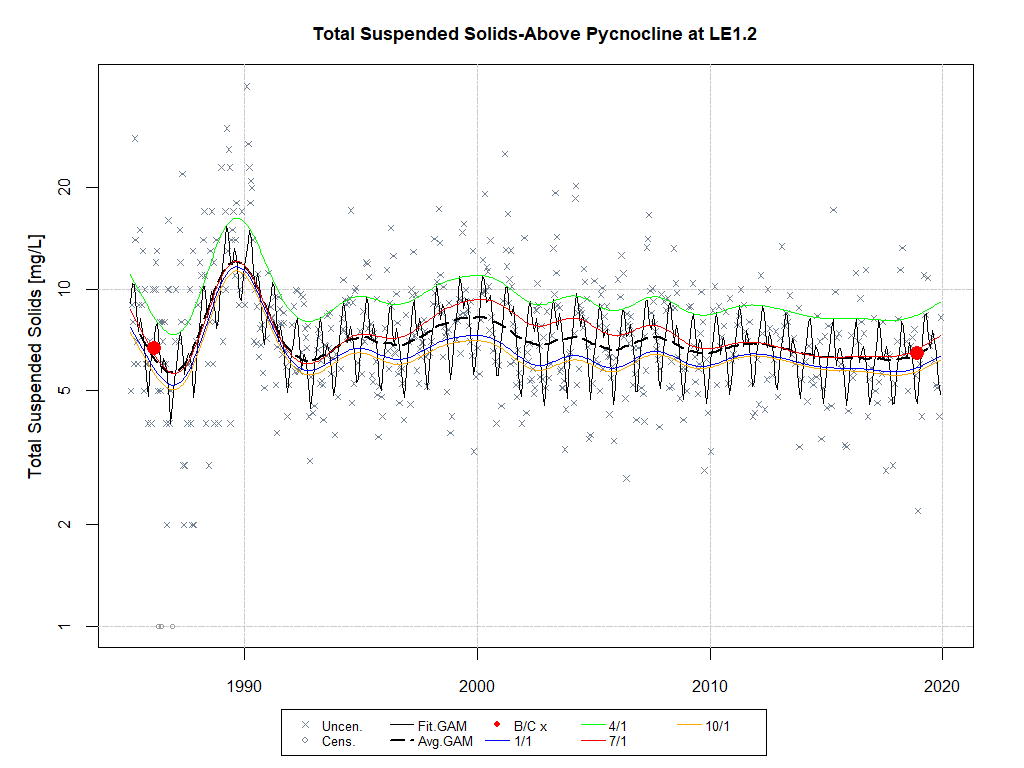 Total Suspended Solids-Above Pycnocline at LE1.2
Total Suspended Solids [mg/L]
20
10
5
2
1
1990 2000 2010 2020
Uncen. Fit.GAM B/C x 4/1 10/1
Cens. Avg.GAM 1/1 7/1